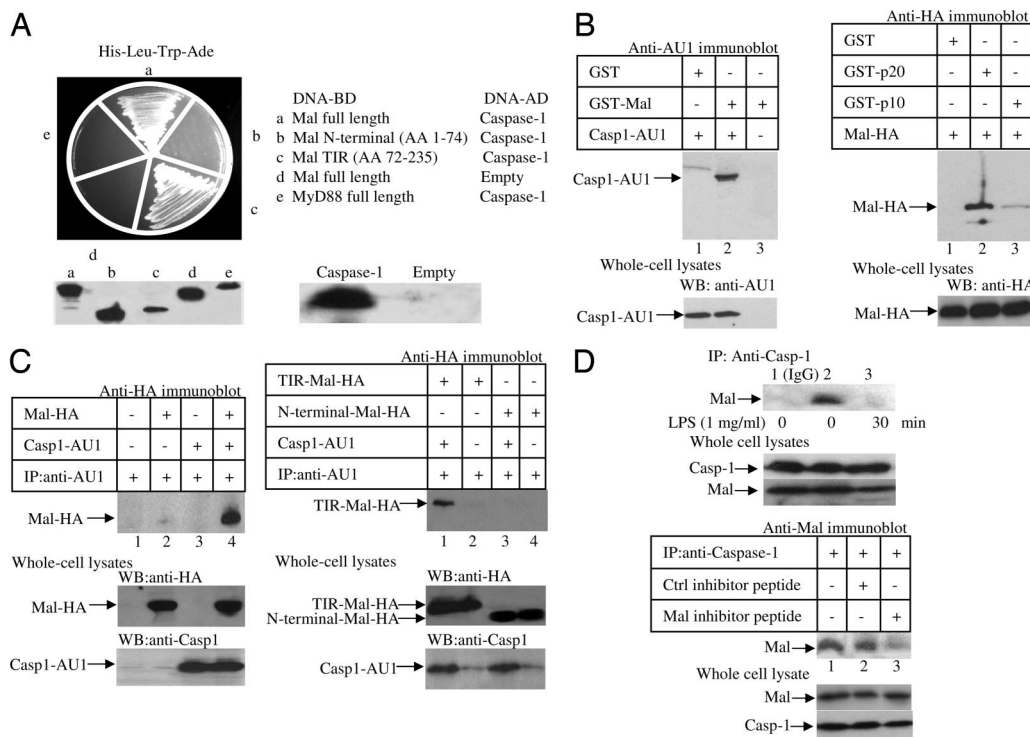 A
His-Leu-Trp-Ade
a
e
b
c
d
DNA-BD DNA-AD
a Mal full length Caspase-1
b Mal N-terminal (AA 1-74) Caspase-1
c Mal TIR (AA 72-235) Caspase-1
d Mal full length Empty
e MyD88 full length Caspase-1
a b c d e
Caspase-1 Empty
B
Anti-AU1 immunoblot
GST + - -
GST-Mal - + +
Casp1-AU1 + + -
Casp1-AU1
1 2 3
Whole-cell lysates
WB: anti-AU1
Casp1-AU1
Anti-HA immunoblot
GST + - -
GST-p20 - + -
GST-p10 - - +
Mal-HA + + +
Mal-HA
1 2 3
Whole-cell lysates
WB: anti-HA
Mal-HA
C
Anti-HA immunoblot
Mal-HA - + - +
Casp1-AU1 - - + +
IP:anti-AU1 + + + +
Mal-HA
1 2 3 4
Whole-cell lysates
WB:anti-HA
Mal-HA
WB:anti-Casp1
Casp1-AU1
Anti-HA immunoblot
TIR-Mal-HA + + - -
N-terminal-Mal-HA - - + +
Casp1-AU1 + - + -
IP:anti-AU1 + + + +
TIR-Mal-HA
1 2 3 4
Whole-cell lysates
WB:anti-HA
TIR-Mal-HA
N-terminal-Mal-HA
WB:anti-Casp1
Casp1-AU1
D
IP: Anti-Casp-1
1 (IgG) 2 3
Mal
LPS (1 mg/ml) 0 0 30 min
Whole cell lysates
Casp-1
Mal
Anti-Mal immunoblot
IP:anti-Caspase-1 + + +
Ctrl inhibitor peptide - + -
Mal inhibitor peptide - - +
Mal
1 2 3
Whole cell lysate
Mal
Casp-1